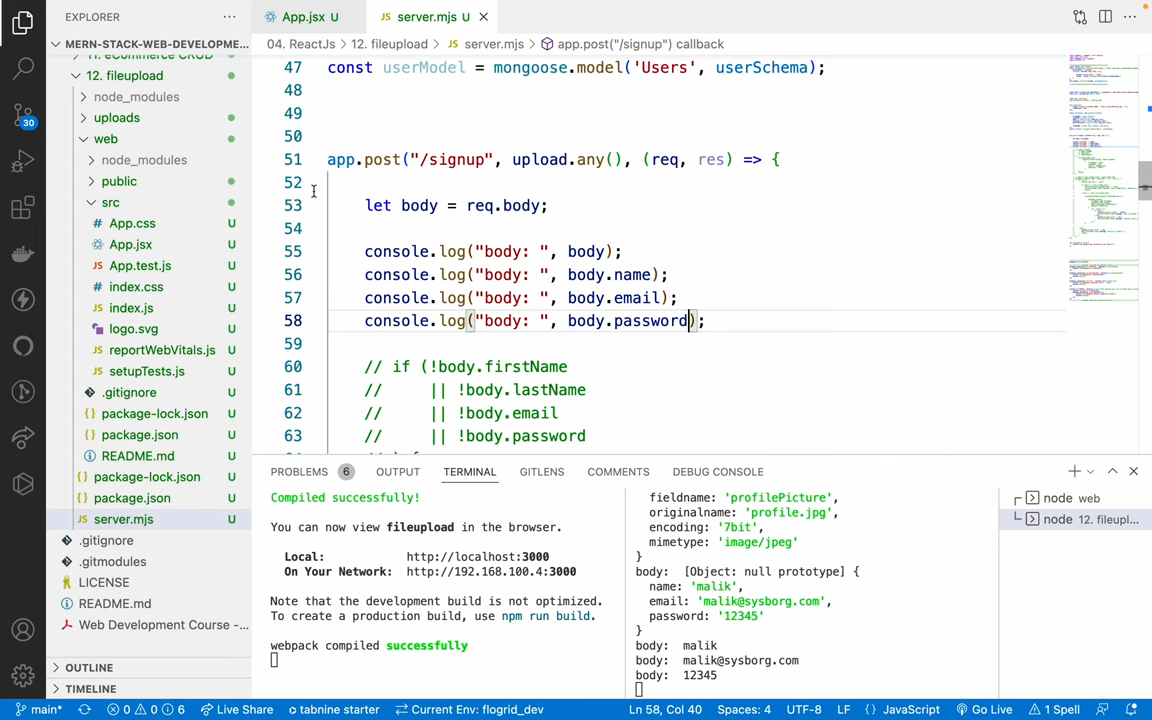 EXPLORER
MERN-STACK-WEB-DEVELOPME...
11. eCommerce CRUD
12. fileupload
node_modules
uploads
web
node_modules
public
src
# App.css U
App.jsx U
JS App.test.js U
# index.css U
JS index.js U
logo.svg U
JS reportWebVitals.js U
JS setupTests.js U
.gitignore U
{} package-lock.json U
{} package.json U
README.md U
{} package-lock.json U
{} package.json U
JS server.mjs U
.gitignore
.gitmodules
LICENSE
README.md
Web Development Course -...
OUTLINE
TIMELINE
30
App.jsx U JS server.mjs U
04. ReactJs > 12. fileupload > JS server.mjs > app.post("/signup") callback
47 const userModel = mongoose.model('Users', userSchema);
48
49
50
51 app.post("/signup", upload.any(), (req, res) => {
52
53 let body = req.body;
54
55 console.log("body: ", body);
56 console.log("body: ", body.name);
57 console.log("body: ", body.email);
58 console.log("body: ", body.password);
59
60 // if (!body.firstName
61 // || !body.lastName
62 // || !body.email
63 // || !body.password
PROBLEMS 6 OUTPUT TERMINAL GITLENS COMMENTS DEBUG CONSOLE
Compiled successfully!
You can now view fileupload in the browser.
Local: http://localhost:3000
On Your Network: http://192.168.100.4:3000
Note that the development build is not optimized.
To create a production build, use npm run build.
webpack compiled successfully
fieldname: 'profilePicture',
originalname: 'profile.jpg',
encoding: '7bit',
mimetype: 'image/jpeg'
}
body: [Object: null prototype] {
name: 'malik',
email: 'malik@sysborg.com',
password: '12345'
}
body: malik
body: malik@sysborg.com
body: 12345
node web
node 12. fileupl...
main* 0 0 6 Live Share tabnine starter Current Env: flogrid_dev Ln 58, Col 40 Spaces: 4 UTF-8 LF {} JavaScript Go Live 1 Spell